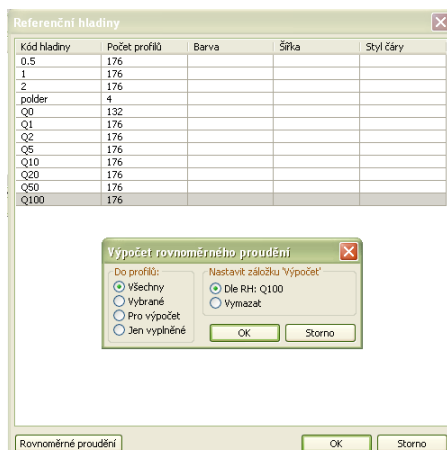 Referenční hladiny
Kód hladiny Počet profilů Barva Šířka Styl čáry
0.5 176
1 176
2 176
polder 4
Q0 132
Q1 176
Q2 176
Q5 176
Q10 176
Q20 176
Q50 176
Q100 176
Výpočet rovnoměrného proudění
Do profilů: Nastavit záložku 'Výpočet'
Všechny Dle RH: Q100
Vybrané Vymazat
Pro výpočet
Jen vyplněné OK Storno
Rovnoměrné proudění OK Storno